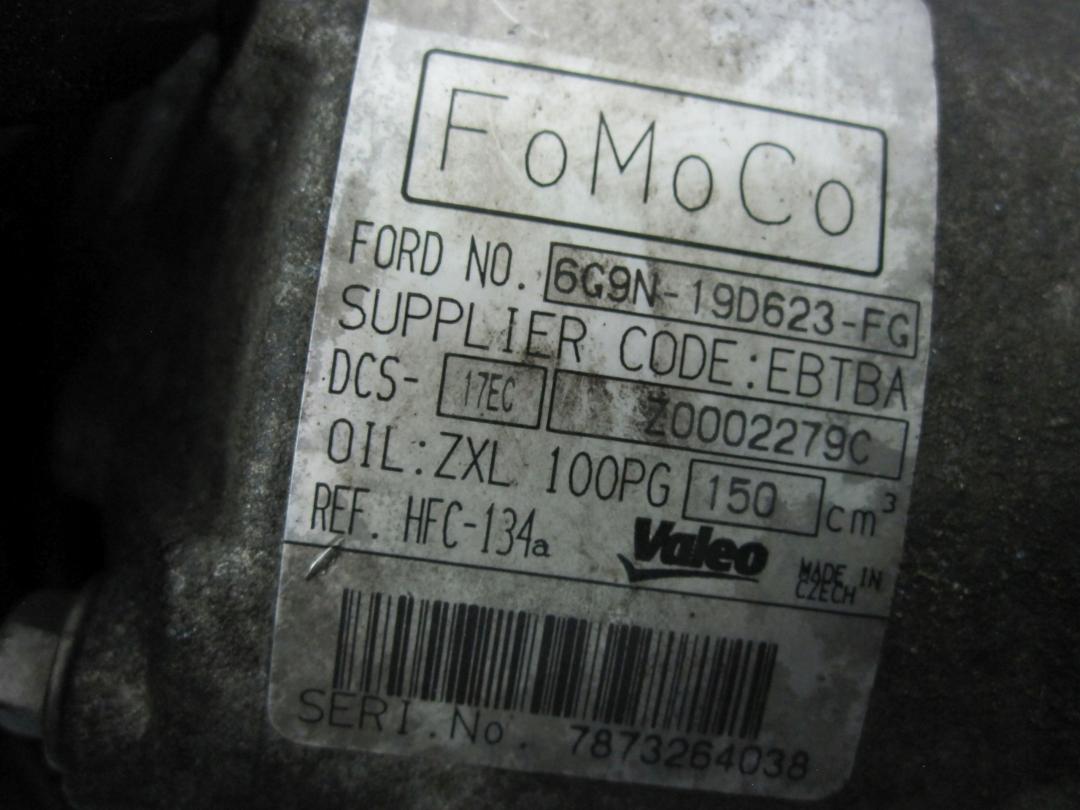 FoMoCo
FORD NO. 6G9N-19D623-FG
SUPPLIER CODE:EBTBA
DCS- 17EC Z0002279C
OIL:ZXL 100PG 150 cm³
REF. HFC-134a Valeo MADE IN
CZECH
SERI.No. 7873264038